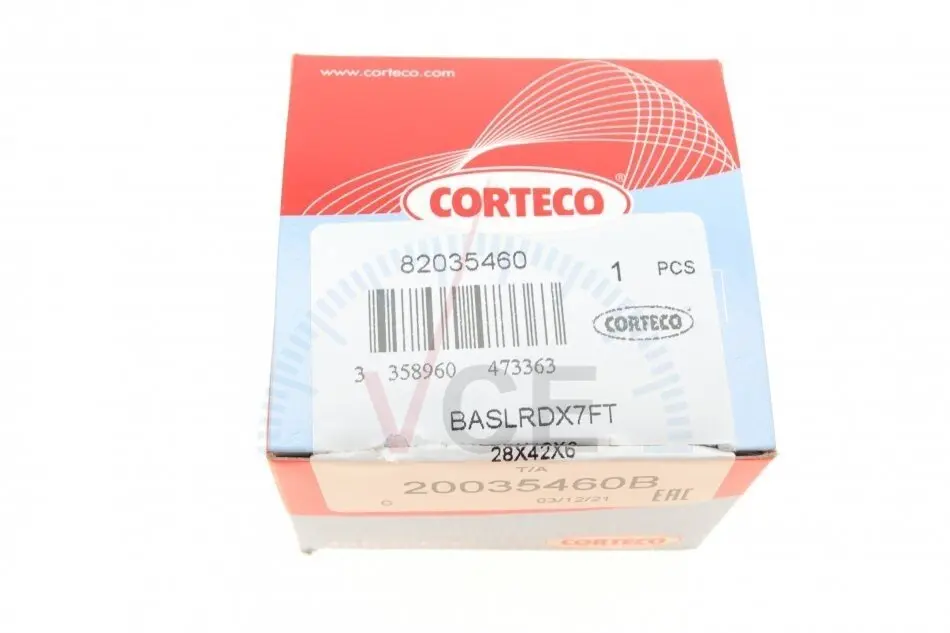 www.corteco.com
CORTECO®
82035460
1 PCS
CORTECO
3 358960 473363
VCE
BASLRDX7FT
28X42X6
T/A
20035460B
C 03/12/21 EAC
CORTECO